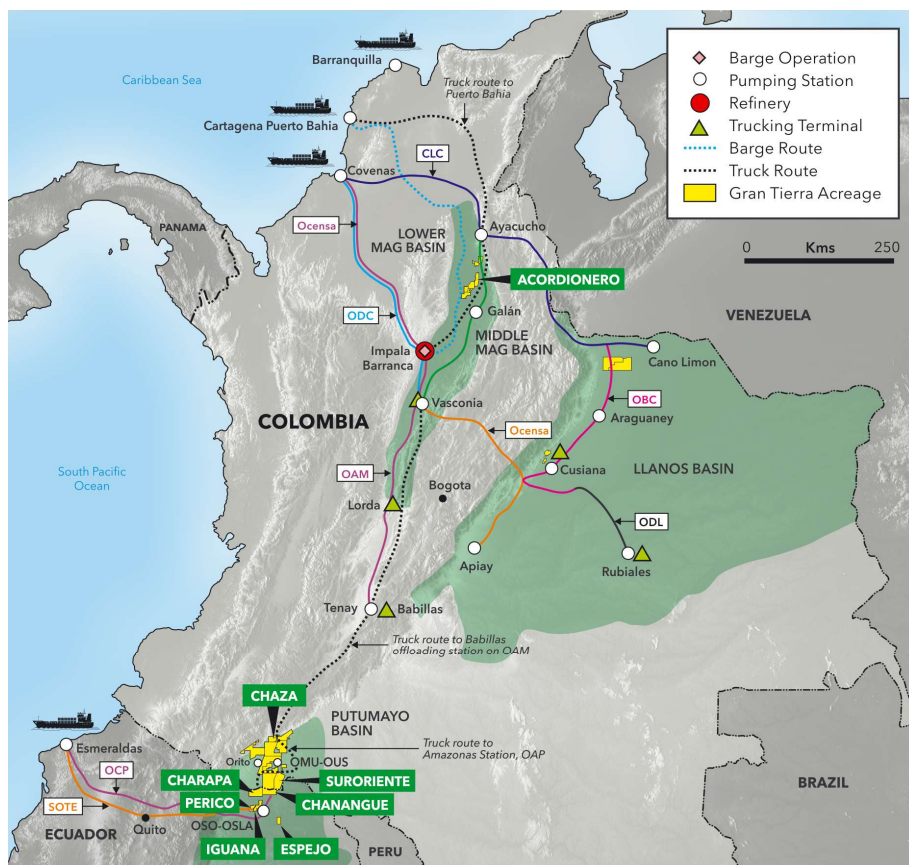 Caribbean Sea
Barranquilla
Truck route to
Puerto Bahia
Cartagena Puerto Bahia
Barge Operation
Pumping Station
Refinery
Trucking Terminal
Barge Route
Truck Route
Gran Tierra Acreage
0 Kms 250
CLC
Covenas
PANAMA
Ocensa
LOWER
MAG BASIN
Ayacucho
ACORDIONERO
ODC
Galán
VENEZUELA
MIDDLE
MAG BASIN
Impala
Barranca
Cano Limon
COLOMBIA
Vasconia
OBC
Araguaney
Ocensa
South Pacific
Ocean
OAM
Cusiana
LLANOS BASIN
Bogota
Lorda
ODL
Apiay
Rubiales
Tenay
Babillas
Truck route to Babillas
offloading station on OAM
CHAZA
PUTUMAYO
BASIN
Esmeraldas
Truck route to
Amazonas Station, OAP
Orito
OMU-OUS
OCP
CHARAPA
SURORIENTE
BRAZIL
SOTE
PERICO
CHANANGUE
ECUADOR
Quito
OSO-OSLA
IGUANA
ESPEJO
PERU